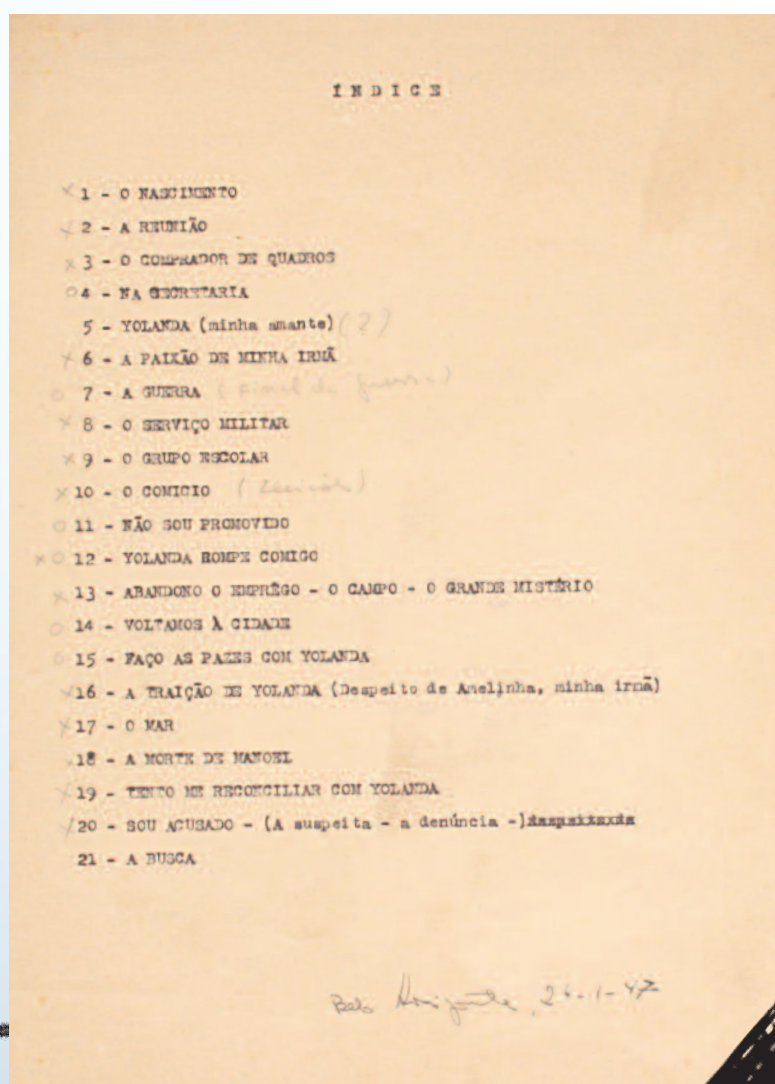 ÍNDICE
× 1 - O NASCIMENTO
× 2 - A REUNIÃO
× 3 - O COMPRADOR DE QUADROS
O 4 - NA SECRETARIA
5 - YOLANDA (minha amante) (?)
× 6 - A PAIXÃO DE MINHA IRMÃ
O 7 - A GUERRA (Final da guerra)
× 8 - O SERVIÇO MILITAR
× 9 - O GRUPO ESCOLAR
× 10 - O COMICIO
O 11 - NÃO SOU PROMOVIDO
× O 12 - YOLANDA ROMPE COMIGO
× 13 - ABANDONO O EMPRÊGO - O CAMPO - O GRANDE MISTÉRIO
O 14 - VOLTAMOS À CIDADE
O 15 - FAÇO AS PAZES COM YOLANDA
× 16 - A TRAIÇÃO DE YOLANDA (Despeito de Amelinha, minha irmã)
× 17 - O MAR
18 - A MORTE DE MANOEL
× 19 - TENTO ME RECONCILIAR COM YOLANDA
/ 20 - SOU ACUSADO - (A suspeita - a denúncia -)
21 - A BUSCA
Belo Horizonte, 26-1-47